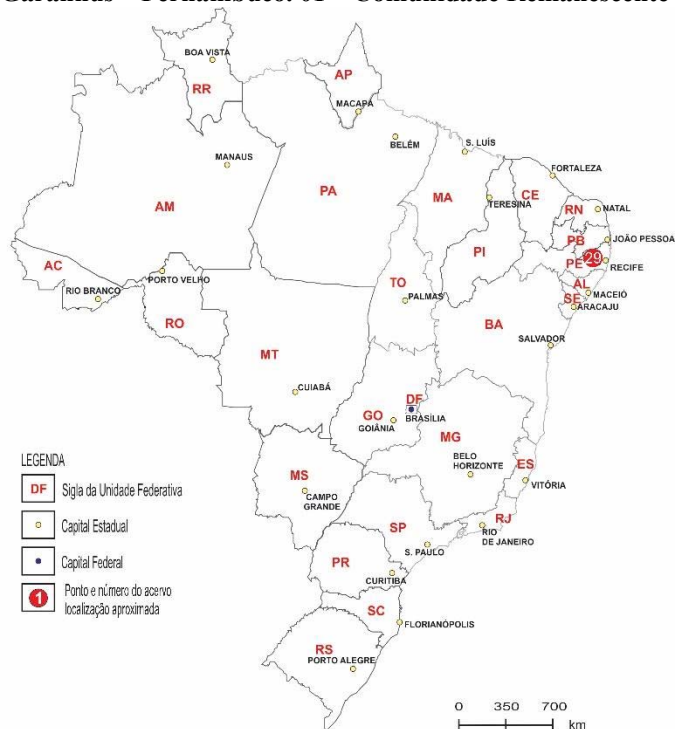 Garanhuns – Pernambuco: 01 – Comunidade Remanescente
BOA VISTA
RR
AP
MACAPÁ
BELÉM
S. LUÍS
FORTALEZA
MANAUS
AM
PA
MA
TERESINA
CE
RN
NATAL
PB
JOÃO PESSOA
PI
PE
29
RECIFE
AC
RIO BRANCO
PORTO VELHO
TO
PALMAS
AL
MACEIÓ
SE
ARACAJU
RO
BA
SALVADOR
MT
CUIABÁ
DF
BRASÍLIA
GO
GOIÂNIA
MG
BELO
HORIZONTE
ES
VITÓRIA
MS
CAMPO
GRANDE
SP
S. PAULO
RJ
RIO
DE JANEIRO
PR
CURITIBA
SC
FLORIANÓPOLIS
RS
PORTO ALEGRE
LEGENDA
DF Sigla da Unidade Federativa
Capital Estadual
Capital Federal
1 Ponto e número do acervo
localização aproximada
0 350 700
km